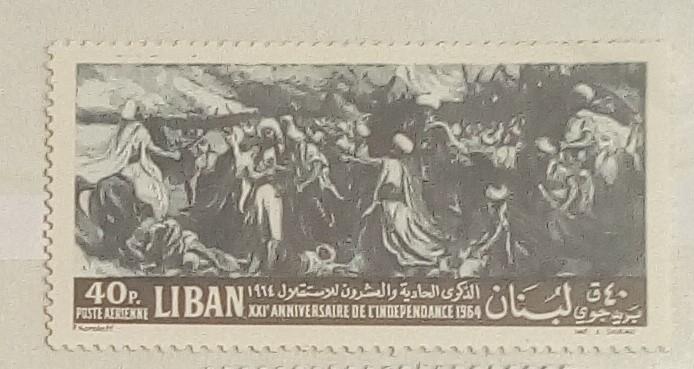 40P. LIBAN الذكرى الحادية والعشرون للاستقلال ١٩٦٤ لبنان ٤٠ ق
POSTE AERIENNE XXIᵉ ANNIVERSAIRE DE L'INDEPENDANCE 1964 بريد جوي